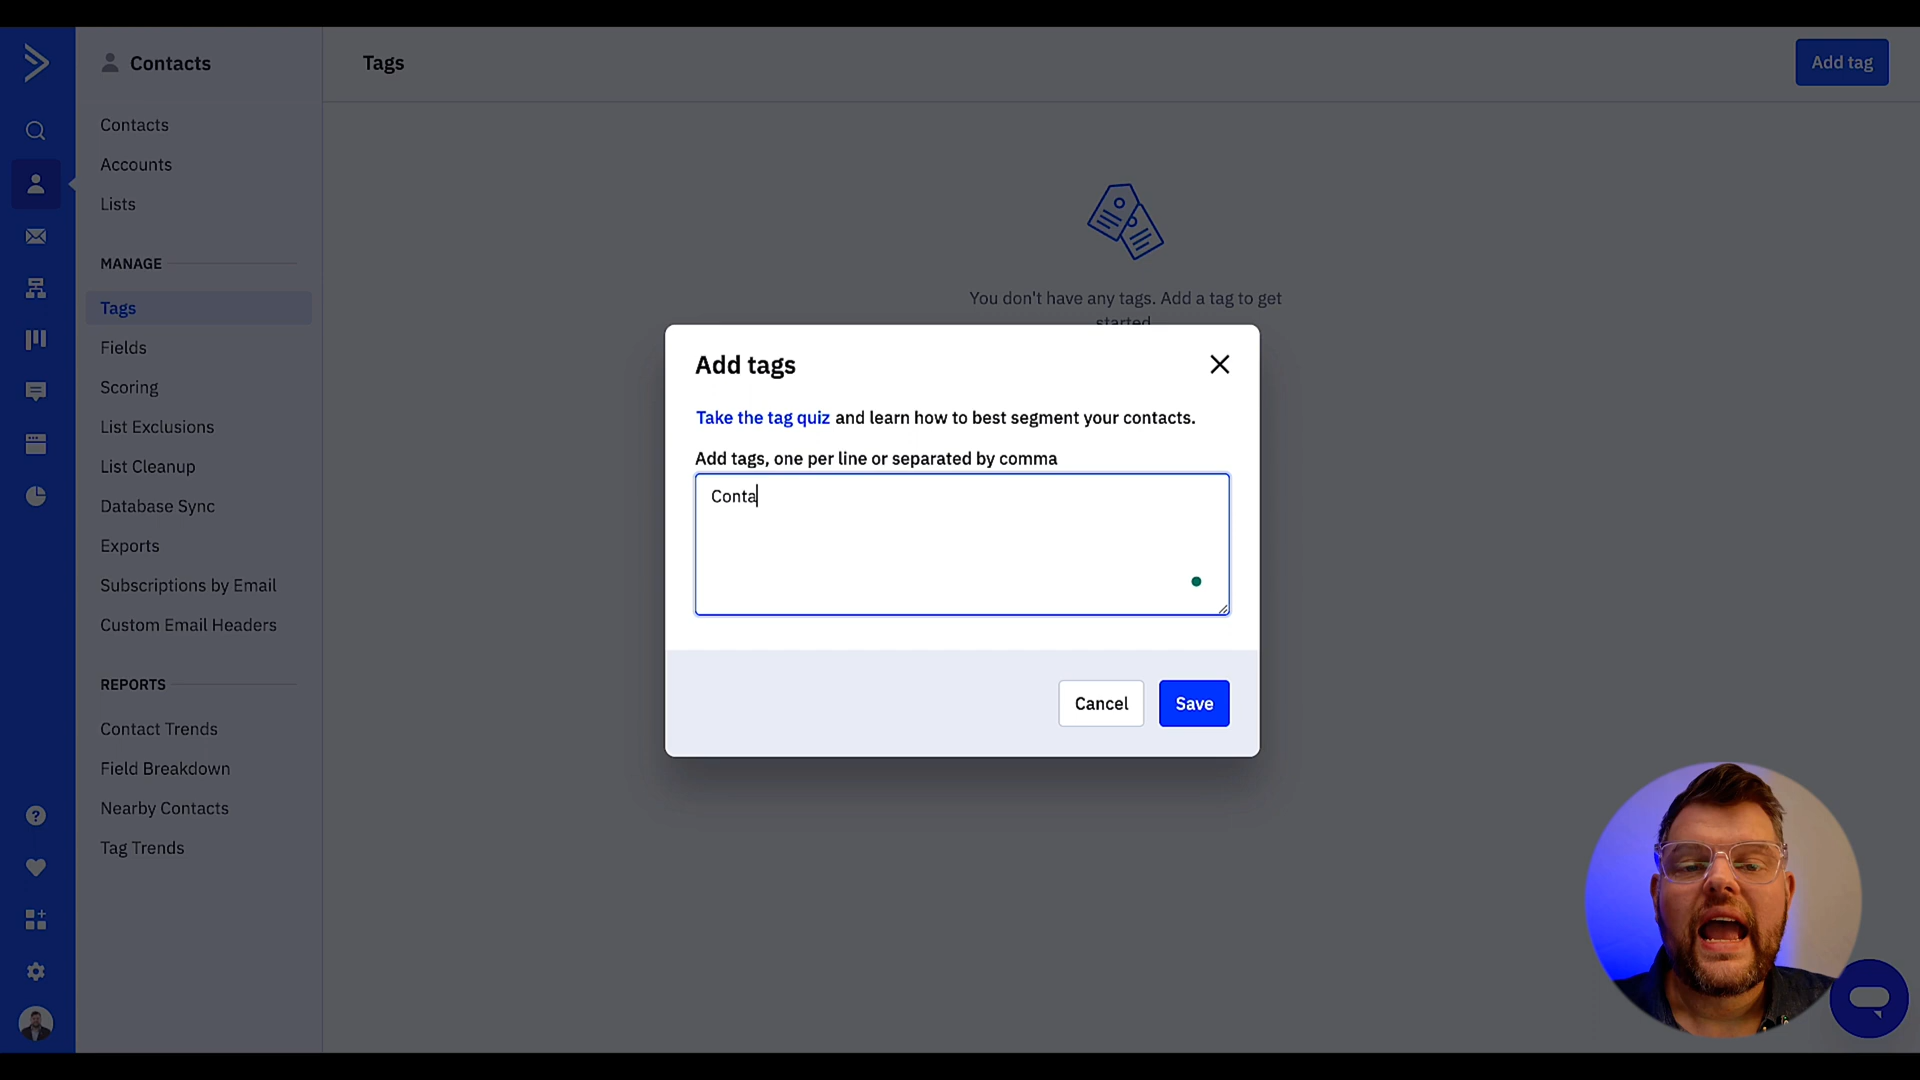 Contacts
Tags
Add tag
Contacts
Accounts
Lists
MANAGE
Tags
Fields
Scoring
List Exclusions
List Cleanup
Database Sync
Exports
Subscriptions by Email
Custom Email Headers
REPORTS
Contact Trends
Field Breakdown
Nearby Contacts
Tag Trends
You don't have any tags. Add a tag to get
started
Add tags
Take the tag quiz and learn how to best segment your contacts.
Add tags, one per line or separated by comma
Conta
Cancel
Save